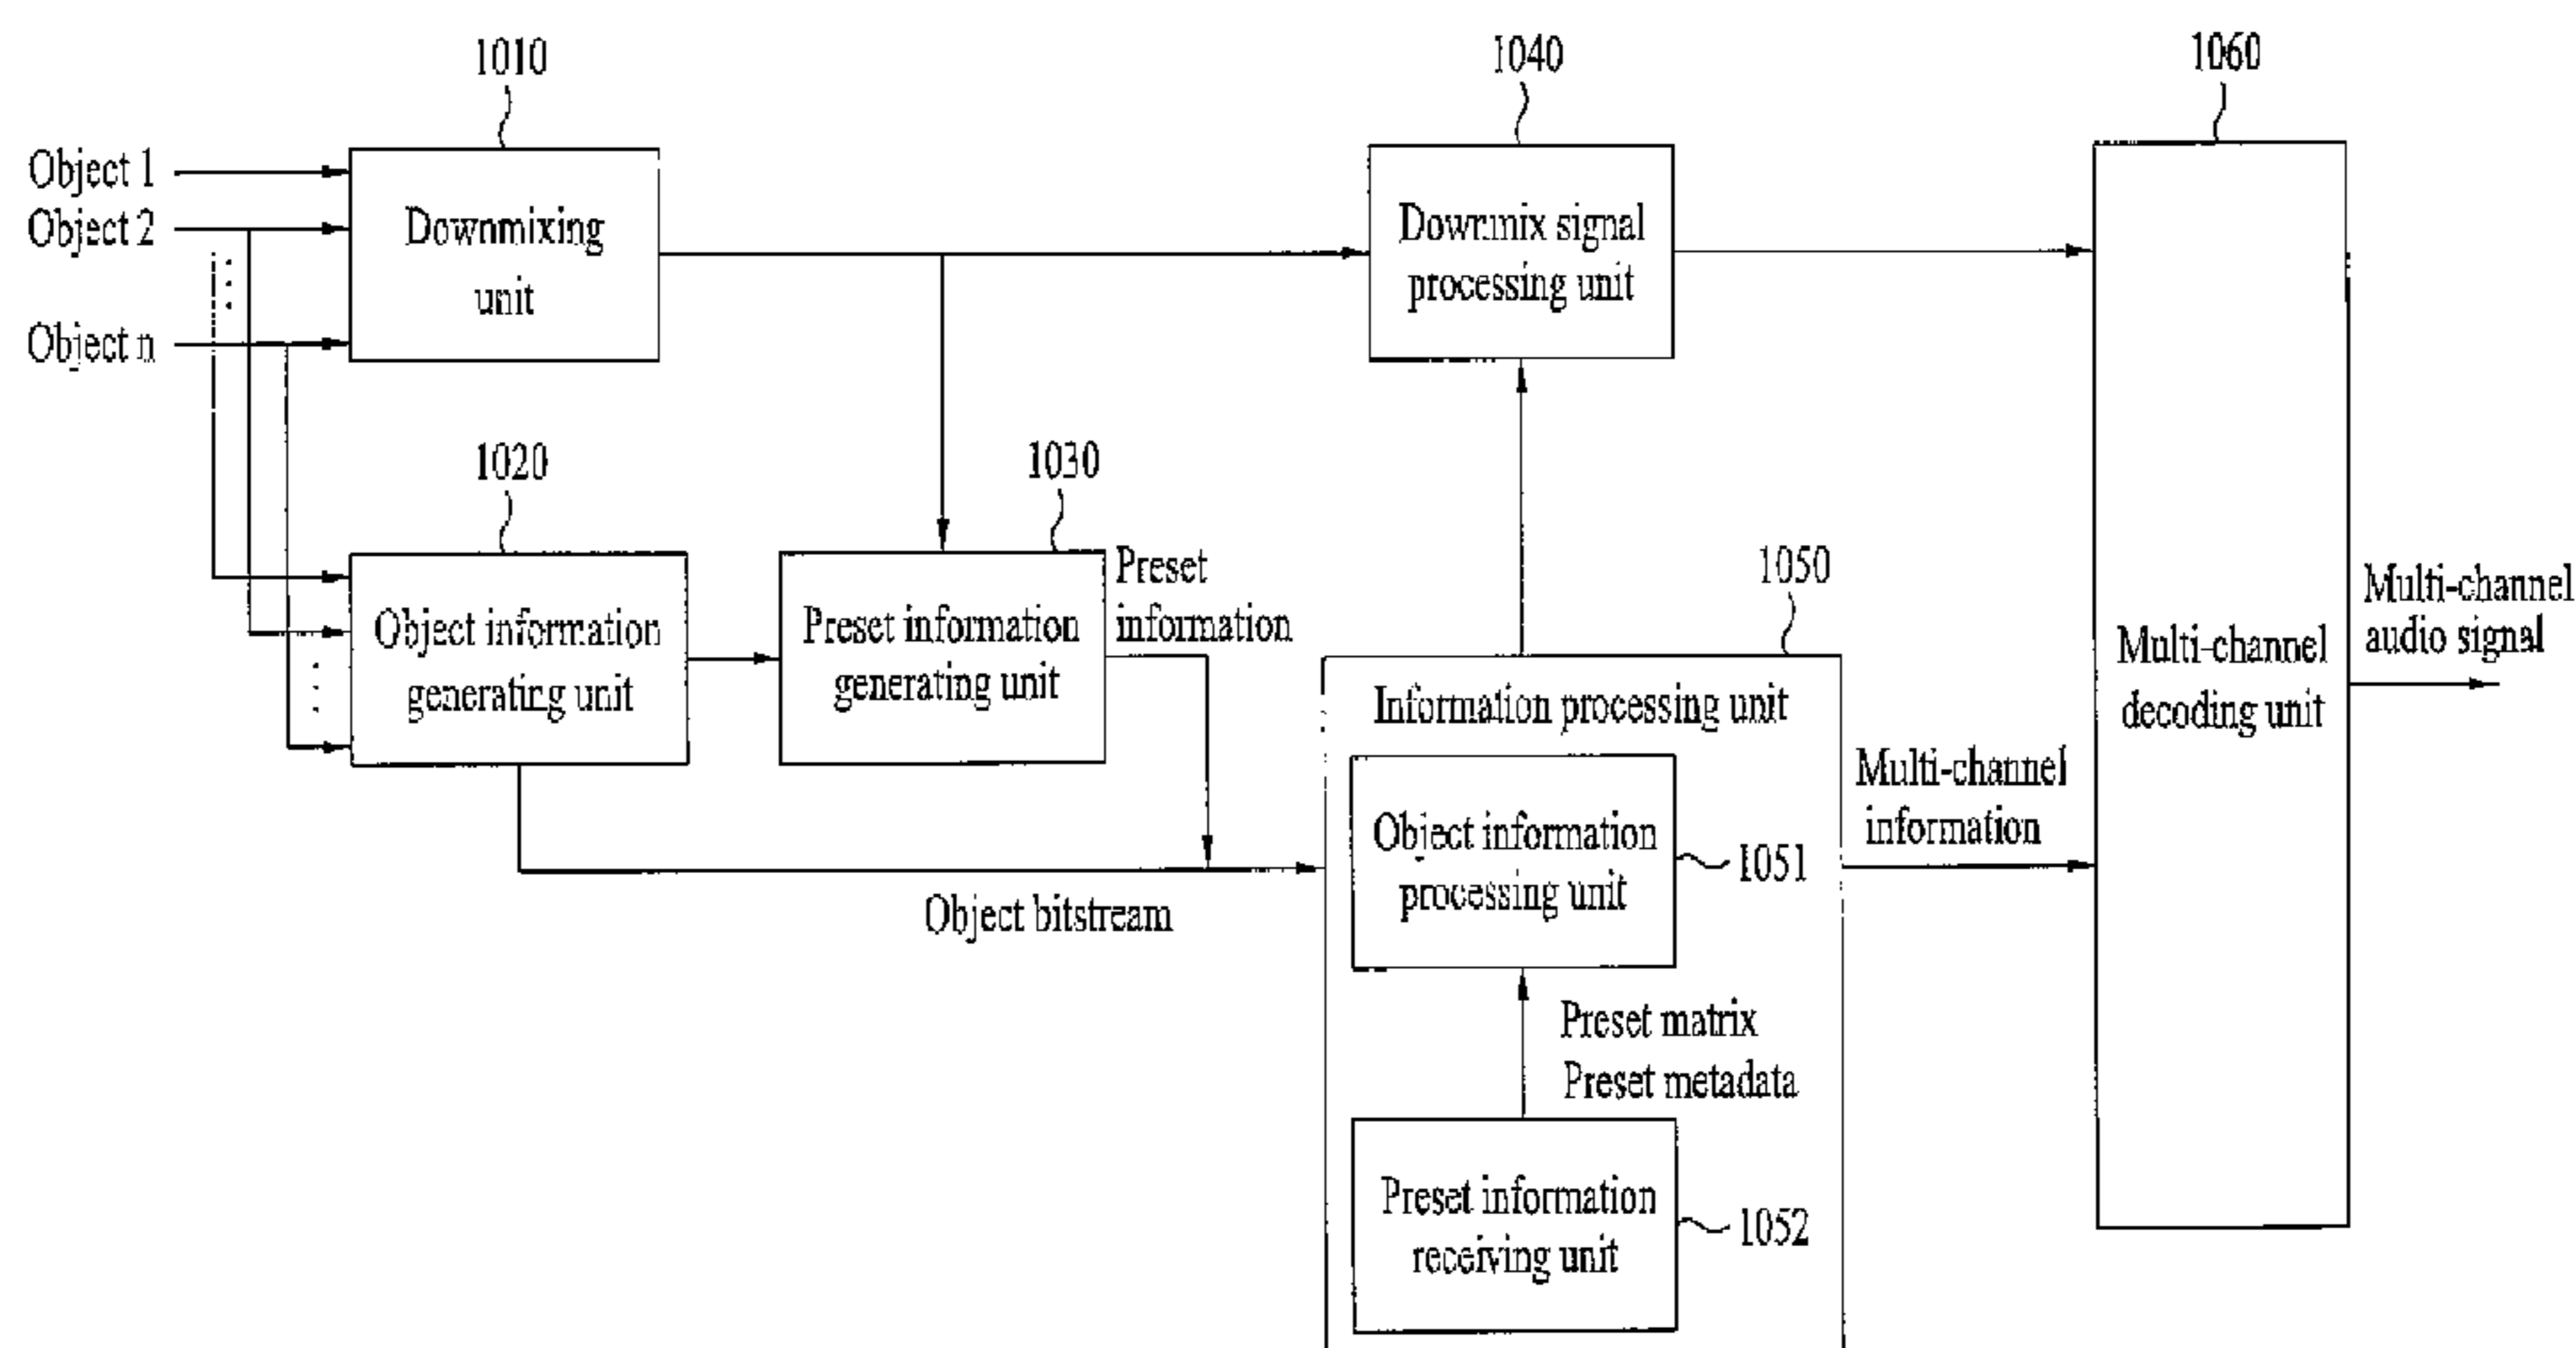 1010
1040
1060
Object 1
Object 2
Object n
Downmixing
unit
Downmix signal
processing unit
1020
1030
1050
Preset
information
Object information
generating unit
Preset information
generating unit
Information processing unit
Multi-channel
decoding unit
Multi-channel
audio signal
Multi-channel
information
Object information
processing unit
1051
Object bitstream
Preset matrix
Preset metadata
Preset information
receiving unit
1052